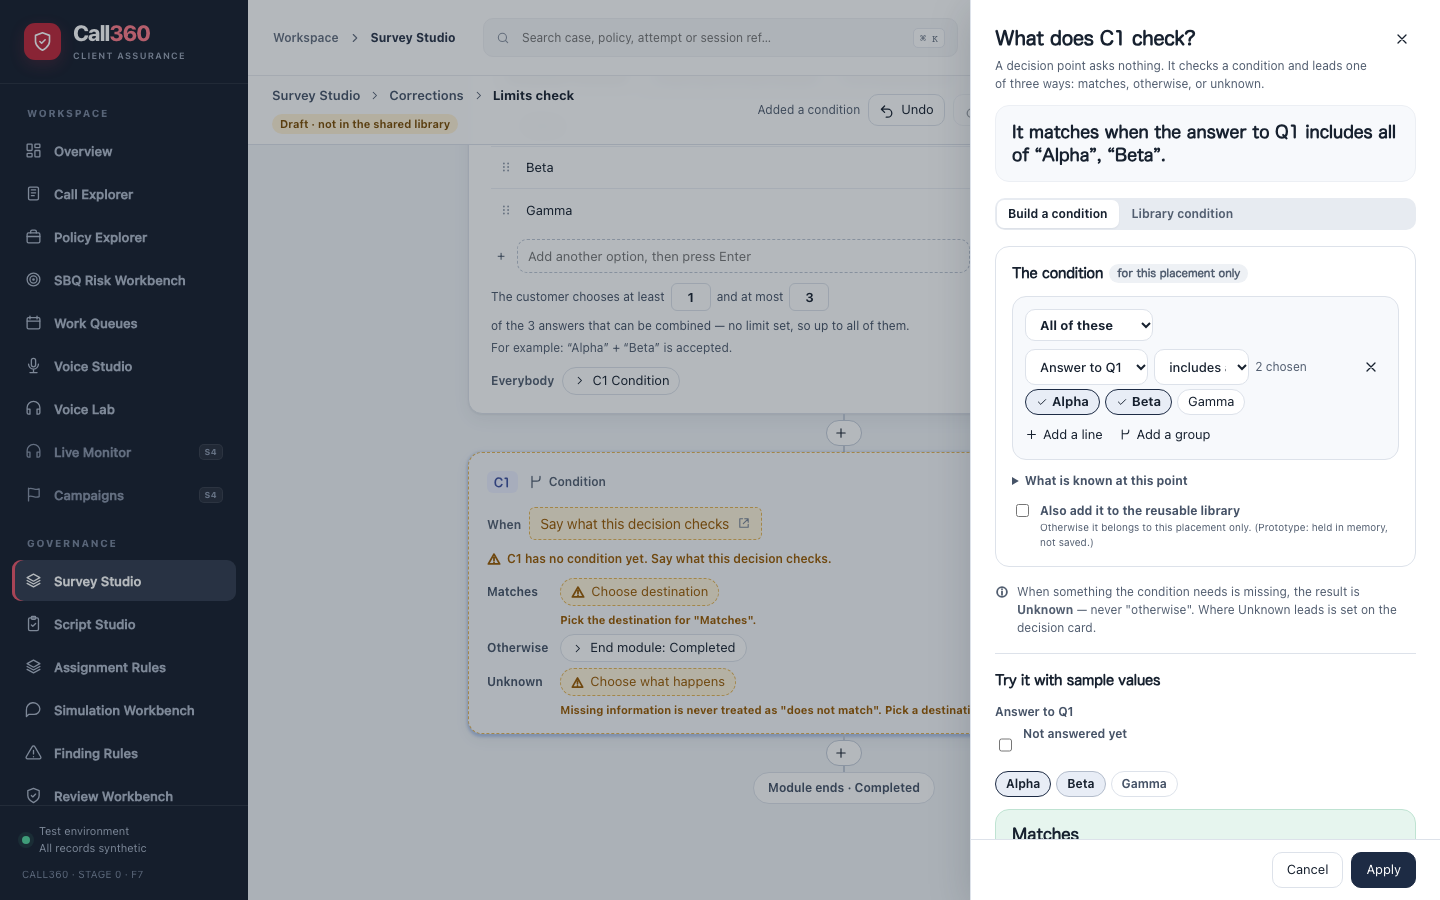 Call360
CLIENT ASSURANCE
WORKSPACE
Overview
Call Explorer
Policy Explorer
SBQ Risk Workbench
Work Queues
Voice Studio
Voice Lab
Live Monitor S4
Campaigns S4
GOVERNANCE
Survey Studio
Script Studio
Assignment Rules
Simulation Workbench
Finding Rules
Review Workbench
Test environment
All records synthetic
CALL360 · STAGE 0 · F7
Workspace > Survey Studio
Search case, policy, attempt or session ref... ⌘ K
Survey Studio > Corrections > Limits check
Draft · not in the shared library
Added a condition
Undo
Beta
Gamma
+ Add another option, then press Enter
The customer chooses at least 1 and at most 3
of the 3 answers that can be combined — no limit set, so up to all of them.
For example: “Alpha” + “Beta” is accepted.
Everybody > C1 Condition
+
C1 Condition
When Say what this decision checks
C1 has no condition yet. Say what this decision checks.
Matches Choose destination
Pick the destination for "Matches".
Otherwise > End module: Completed
Unknown Choose what happens
Missing information is never treated as "does not match". Pick a
+
Module ends · Completed
What does C1 check?
A decision point asks nothing. It checks a condition and leads one
of three ways: matches, otherwise, or unknown.
It matches when the answer to Q1 includes all
of “Alpha”, “Beta”.
Build a condition Library condition
The condition for this placement only
All of these
Answer to Q1 includes 2 chosen
✓ Alpha ✓ Beta Gamma
+ Add a line Add a group
What is known at this point
Also add it to the reusable library
Otherwise it belongs to this placement only. (Prototype: held in memory,
not saved.)
When something the condition needs is missing, the result is
Unknown — never "otherwise". Where Unknown leads is set on the
decision card.
Try it with sample values
Answer to Q1
Not answered yet
Alpha Beta Gamma
Matches
Cancel Apply